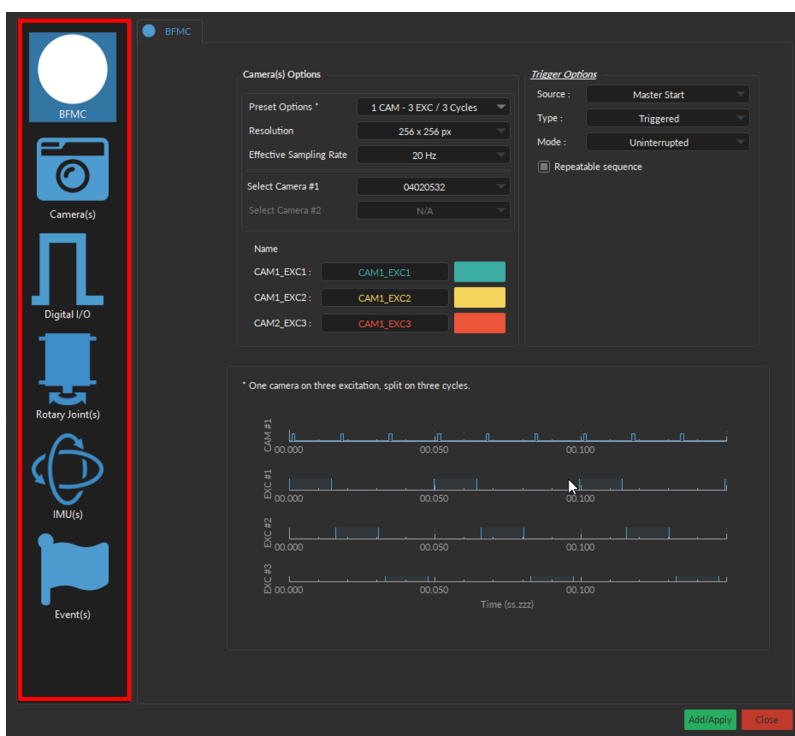 BFMC
BFMC
Camera(s)
Digital I/O
Rotary Joint(s)
IMU(s)
Event(s)
Camera(s) Options
Preset Options * 1 CAM - 3 EXC / 3 Cycles
Resolution 256 x 256 px
Effective Sampling Rate 20 Hz
Select Camera #1 04020532
Select Camera #2 N/A
Name
CAM1_EXC1 : CAM1_EXC1
CAM1_EXC2 : CAM1_EXC2
CAM2_EXC3 : CAM1_EXC3
Trigger Options
Source : Master Start
Type : Triggered
Mode : Uninterrupted
Repeatable sequence
* One camera on three excitation, split on three cycles.
CAM #1
00.000 00.050 00.100
EXC #1
00.000 00.050 00.100
EXC #2
00.000 00.050 00.100
EXC #3
00.000 00.050 00.100
Time (ss.zzz)
Add/Apply Close